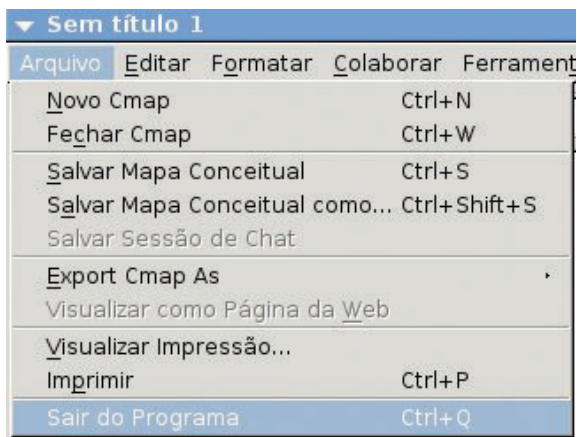 Sem título 1
Arquivo Editar Formatar Colaborar Ferrament
Novo Cmap Ctrl+N
Fechar Cmap Ctrl+W
Salvar Mapa Conceitual Ctrl+S
Salvar Mapa Conceitual como... Ctrl+Shift+S
Salvar Sessão de Chat
Export Cmap As
Visualizar como Página da Web
Visualizar Impressão...
Imprimir Ctrl+P
Sair do Programa Ctrl+Q